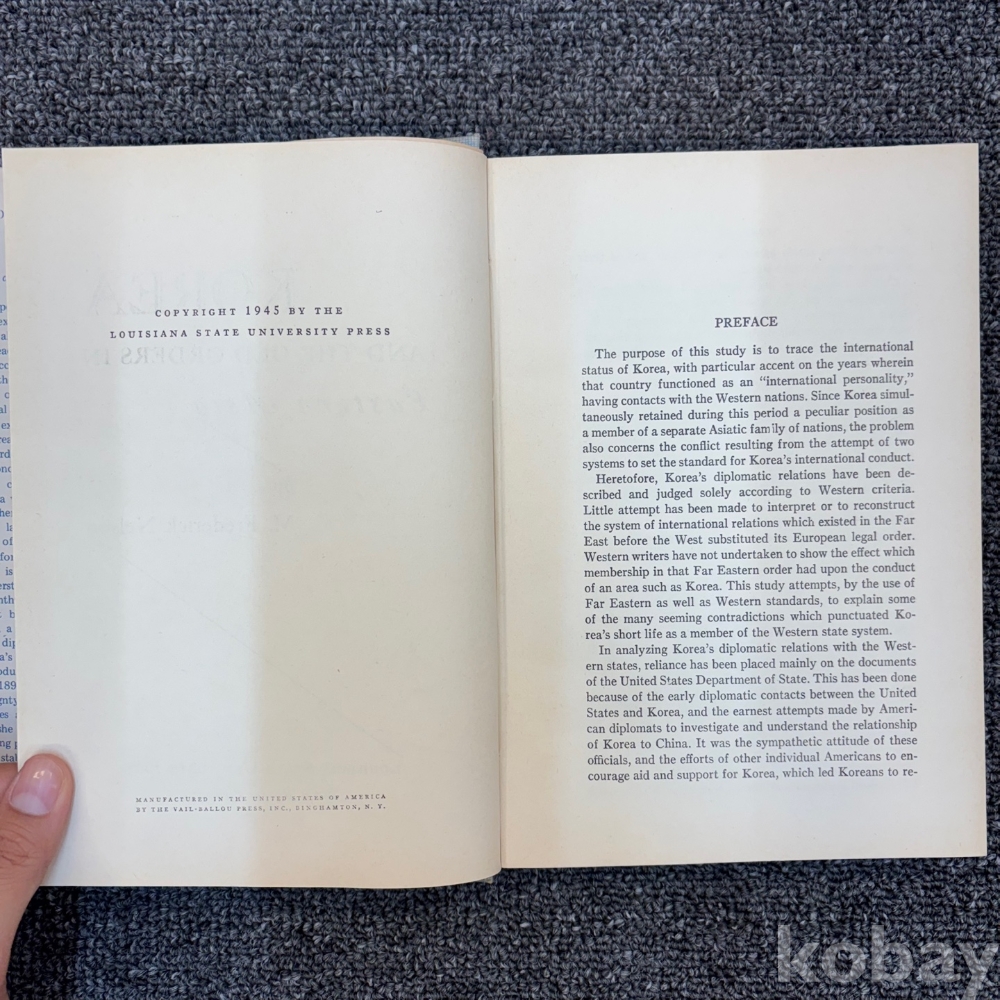 COPYRIGHT 1945 BY THE
LOUISIANA STATE UNIVERSITY PRESS
MANUFACTURED IN THE UNITED STATES OF AMERICA
BY THE VAIL-BALLOU PRESS, INC., BINGHAMTON, N. Y.
PREFACE
The purpose of this study is to trace the international
status of Korea, with particular accent on the years wherein
that country functioned as an “international personality,”
having contacts with the Western nations. Since Korea simul-
taneously retained during this period a peculiar position as
a member of a separate Asiatic family of nations, the problem
also concerns the conflict resulting from the attempt of two
systems to set the standard for Korea’s international conduct.
Heretofore, Korea’s diplomatic relations have been de-
scribed and judged solely according to Western criteria.
Little attempt has been made to interpret or to reconstruct
the system of international relations which existed in the Far
East before the West substituted its European legal order.
Western writers have not undertaken to show the effect which
membership in that Far Eastern order had upon the conduct
of an area such as Korea. This study attempts, by the use of
Far Eastern as well as Western standards, to explain some
of the many seeming contradictions which punctuated Ko-
rea’s short life as a member of the Western state system.
In analyzing Korea’s diplomatic relations with the West-
ern states, reliance has been placed mainly on the documents
of the United States Department of State. This has been done
because of the early diplomatic contacts between the United
States and Korea, and the earnest attempts made by Ameri-
can diplomats to investigate and understand the relationship
of Korea to China. It was the sympathetic attitude of these
officials, and the efforts of other individual Americans to en-
courage aid and support for Korea, which led Koreans to re-
kobay